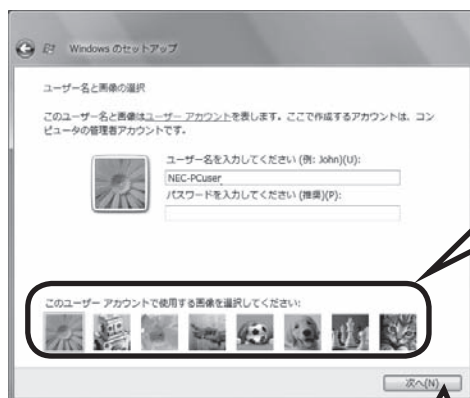 Windows のセットアップ
ユーザー名と画像の選択
このユーザー名と画像はユーザー アカウントを表します。ここで作成するアカウントは、コン
ピュータの管理者アカウントです。
ユーザー名を入力してください (例: John)(U):
NEC-PCuser
パスワードを入力してください (推奨)(P):
このユーザー アカウントで使用する画像を選択してください:
次へ(N)